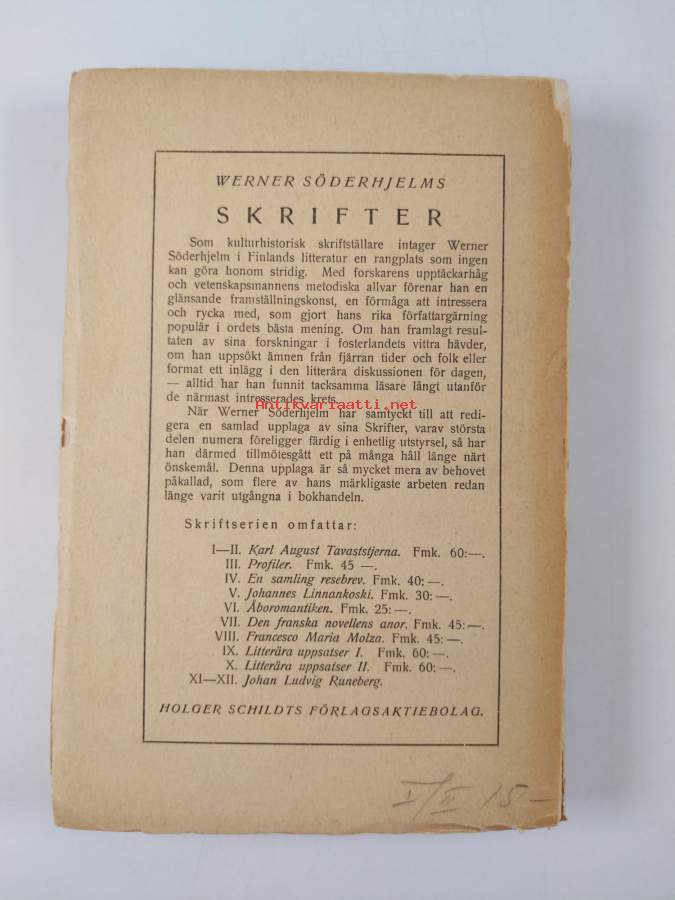 WERNER SÖDERHJELMS
SKRIFTER
Som kulturhistorisk skriftställare intager Werner
Söderhjelm i Finlands litteratur en rangplats som ingen
kan göra honom stridig. Med forskarens upptäckarhåg
och vetenskapsmannens metodiska allvar förenar han en
glänsande framställningskonst, en förmåga att intressera
och rycka med, som gjort hans rika författargärning
populär i ordets bästa mening. Om han framlagt resul-
taten av sina forskningar i fosterlandets vittra hävder,
om han uppsökt ämnen från fjärran tider och folk eller
format ett inlägg i den litterära diskussionen för dagen,
— alltid har han funnit tacksamma läsare långt utanför
de närmast intresserades krets.
Antikvariaatti.net
När Werner Söderhjelm har samtyckt till att redi-
gera en samlad upplaga av sina Skrifter, varav största
delen numera föreligger färdig i enhetlig utstyrsel, så har
han därmed tillmötesgått ett på många håll länge närt
önskemål. Denna upplaga är så mycket mera av behovet
påkallad, som flere av hans märkligaste arbeten redan
länge varit utgångna i bokhandeln.
Skriftserien omfattar:
I—II. Karl August Tavaststjerna. Fmk. 60:—.
III. Profiler. Fmk. 45 —.
IV. En samling resebrev. Fmk. 40:—.
V. Johannes Linnankoski. Fmk. 30:—.
VI. Åboromantiken. Fmk. 25:—.
VII. Den franska novellens anor. Fmk. 45:—.
VIII. Francesco Maria Molza. Fmk. 45:—.
IX. Litterära uppsatser I. Fmk. 60:—.
X. Litterära uppsatser II. Fmk. 60:—.
XI—XII. Johan Ludvig Runeberg.
HOLGER SCHILDTS FÖRLAGSAKTIEBOLAG.
I/II 15—